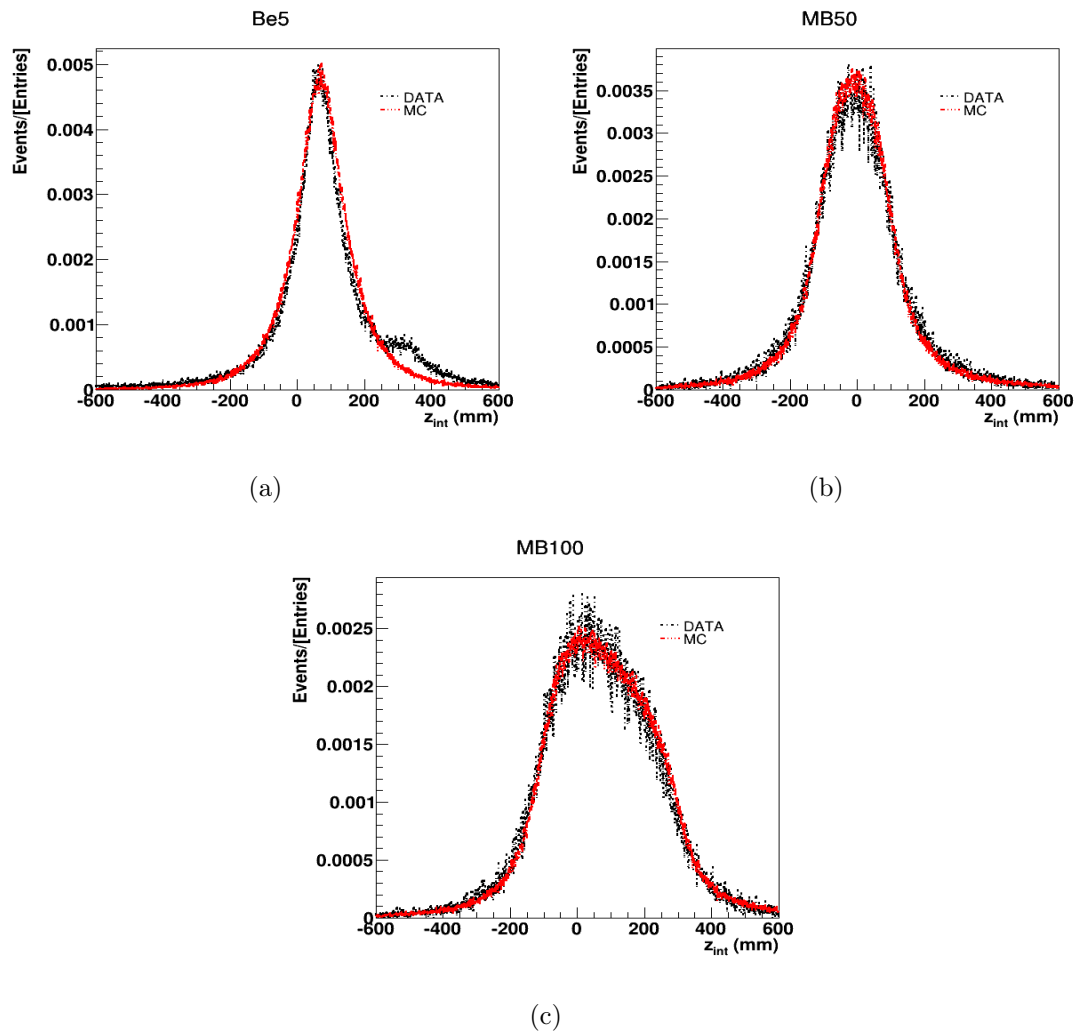 Be5
Events/[Entries]
0.005
0.004
0.003
0.002
0.001
0
DATA
MC
-600 -400 -200 0 200 400 600
z_int (mm)
(a)
MB50
Events/[Entries]
0.0035
0.003
0.0025
0.002
0.0015
0.001
0.0005
0
DATA
MC
-600 -400 -200 0 200 400 600
z_int (mm)
(b)
MB100
Events/[Entries]
0.0025
0.002
0.0015
0.001
0.0005
0
DATA
MC
-600 -400 -200 0 200 400 600
z_int (mm)
(c)